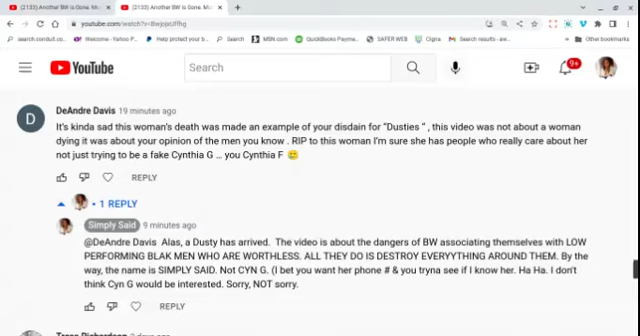 (2133) Another BW is Gone. Mu
(2133) Another BW is Gone. Mu
youtube.com/watch?v=8wjopiJffhg
search.conduit.co...
Welcome - Yahoo P...
Help protect your b...
Search
MSN.com
QuickBooks Payme...
SAFER WEB
Cigna
Search results - aw...
Other bookmarks
YouTube
Search
9+
D
DeAndre Davis 19 minutes ago
It's kinda sad this woman's death was made an example of your disdain for "Dusties " , this video was not about a woman
dying it was about your opinion of the men you know . RIP to this woman I'm sure she has people who really care about her
not just trying to be a fake Cynthia G ... you Cynthia F
REPLY
1 REPLY
Simply Said 9 minutes ago
@DeAndre Davis Alas, a Dusty has arrived. The video is about the dangers of BW associating themselves with LOW
PERFORMING BLAK MEN WHO ARE WORTHLESS. ALL THEY DO IS DESTROY EVERYYTHING AROUND THEM. By
the way, the name is SIMPLY SAID. Not CYN G. (I bet you want her phone # & you tryna see if I know her. Ha Ha. I don't
think Cyn G would be interested. Sorry, NOT sorry.
REPLY